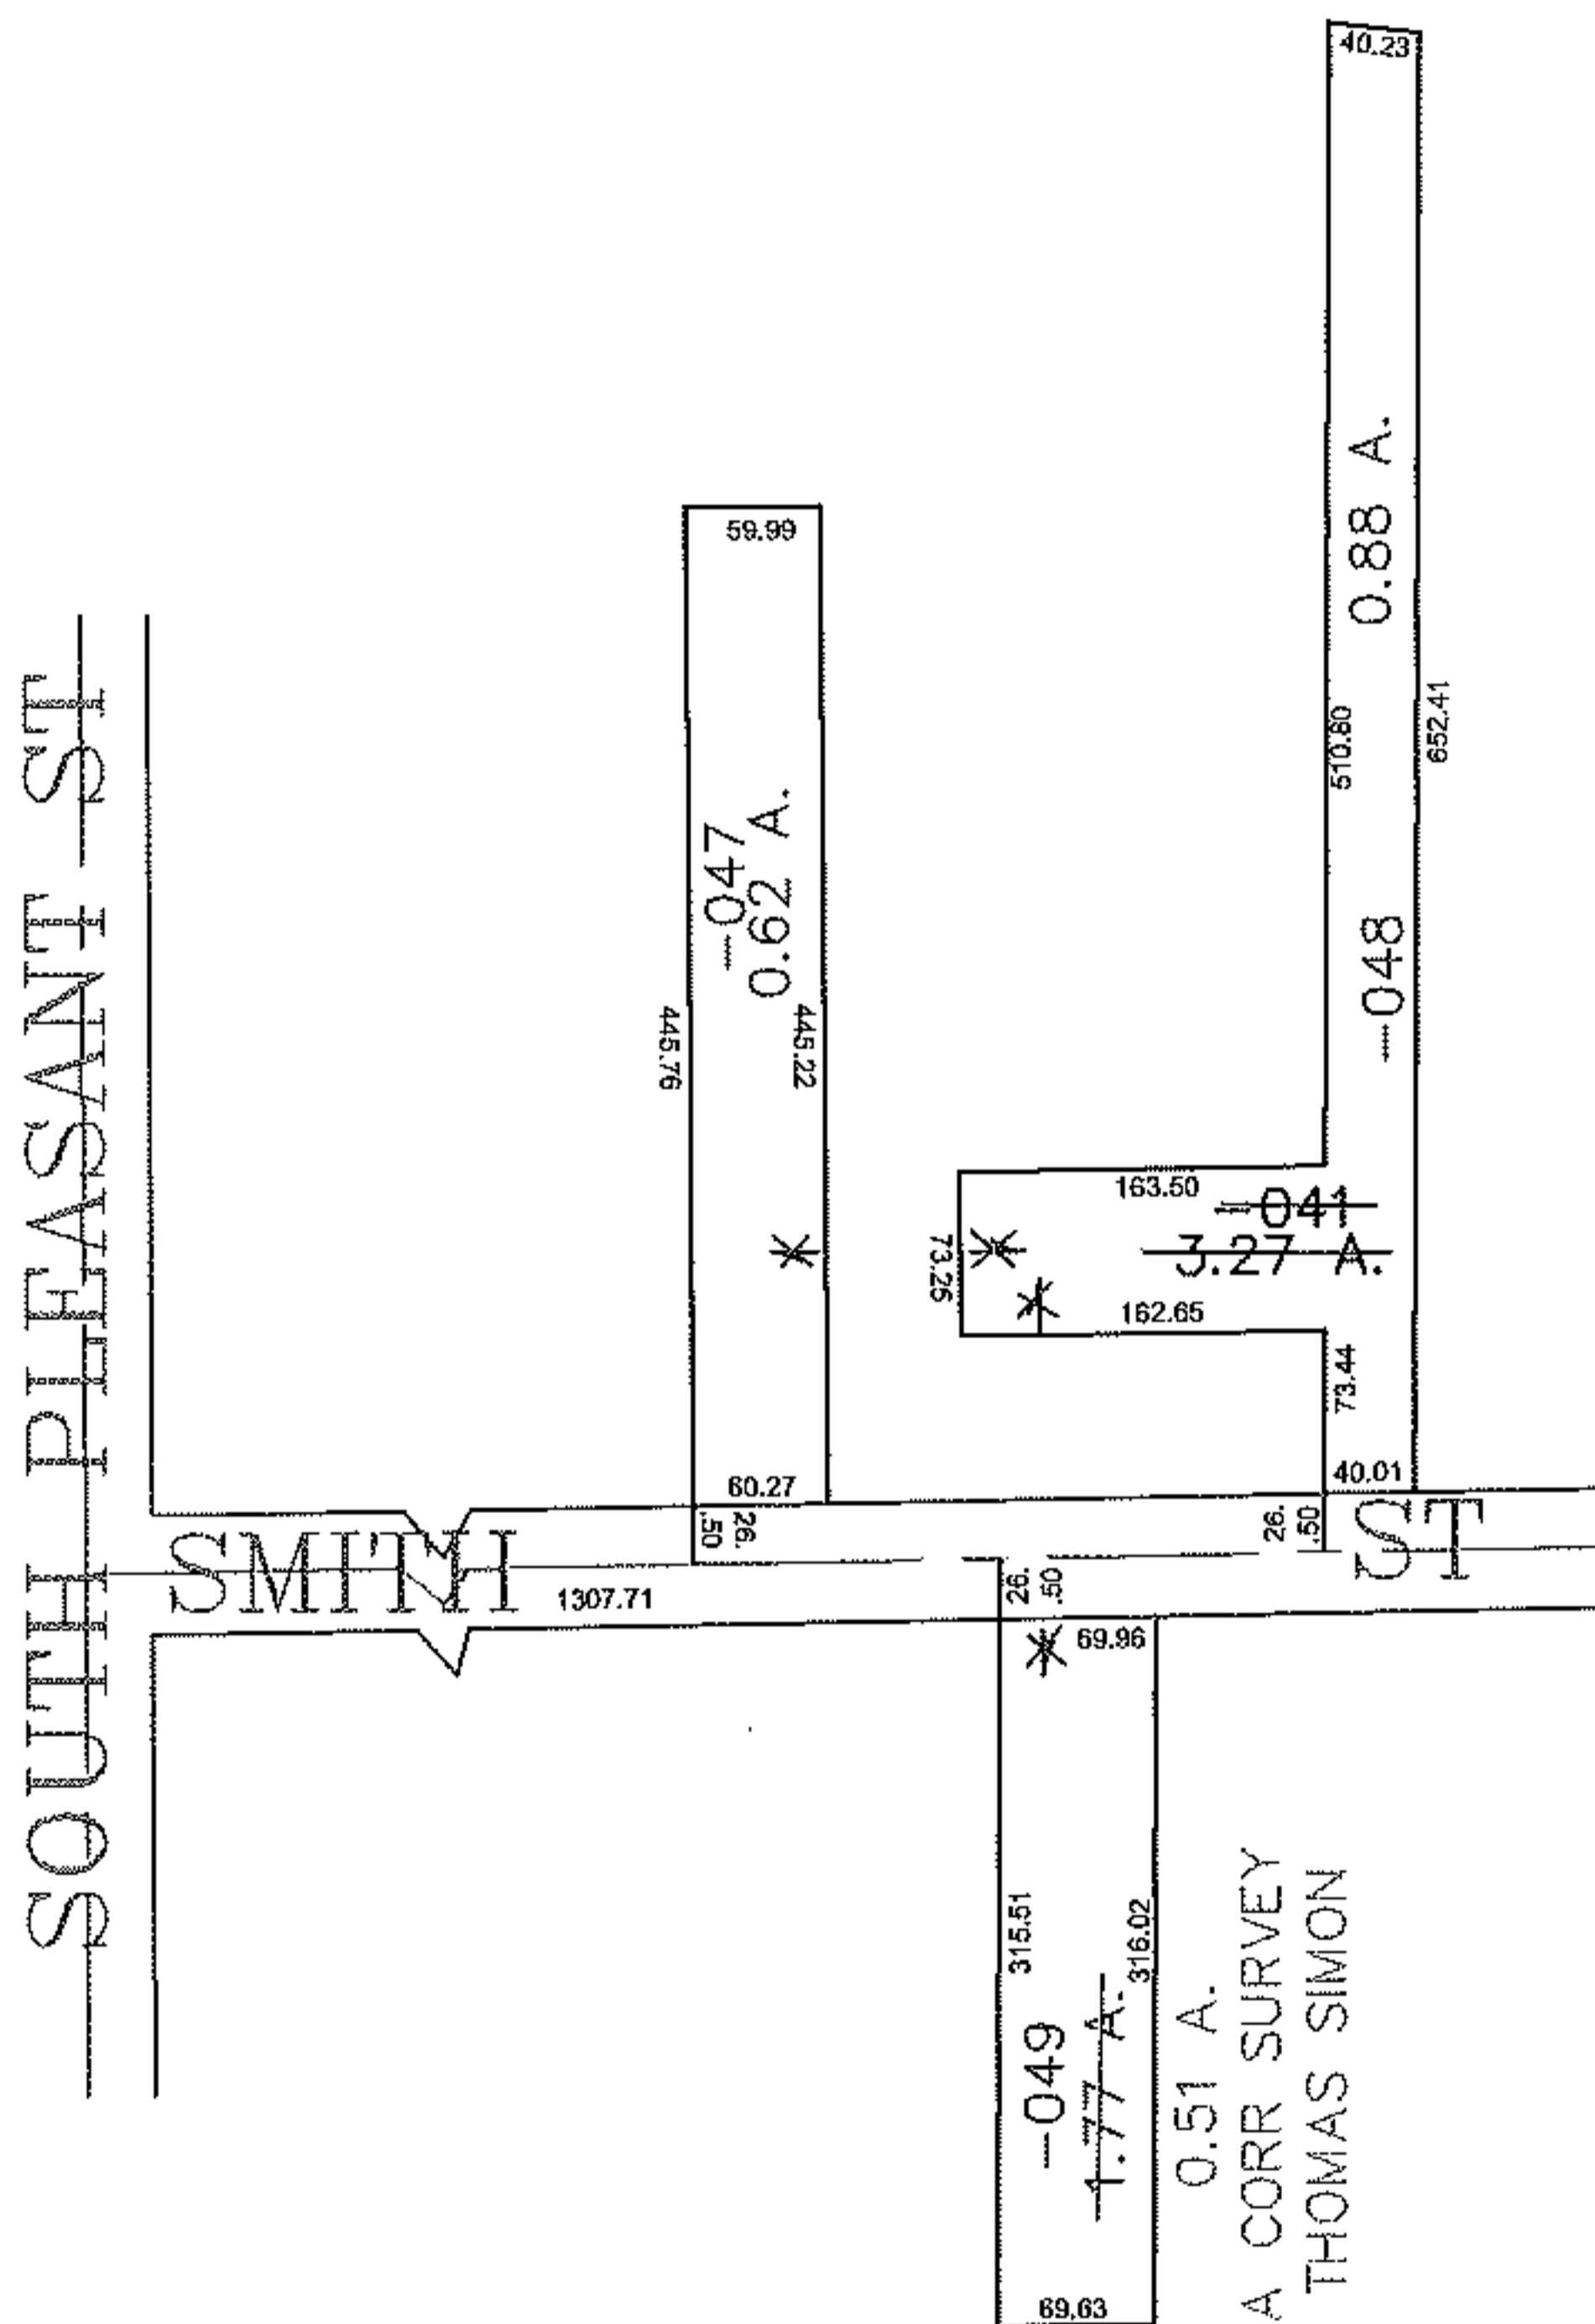 SOUTH PLEASANT ST
SMITH ST
40.23
59.99
0.88 A.
510.80
652.41
-047
0.62 A.
445.76
-048
163.50
-041
3.27 A.
73.25
162.65
73.44
60.27
40.01
26.
.50
26.
.50
1307.71
26.
.50
69.96
315.51
316.02
-049
1.77 A.
0.51 A.
A CORR SURVEY
THOMAS SIMON
69.63